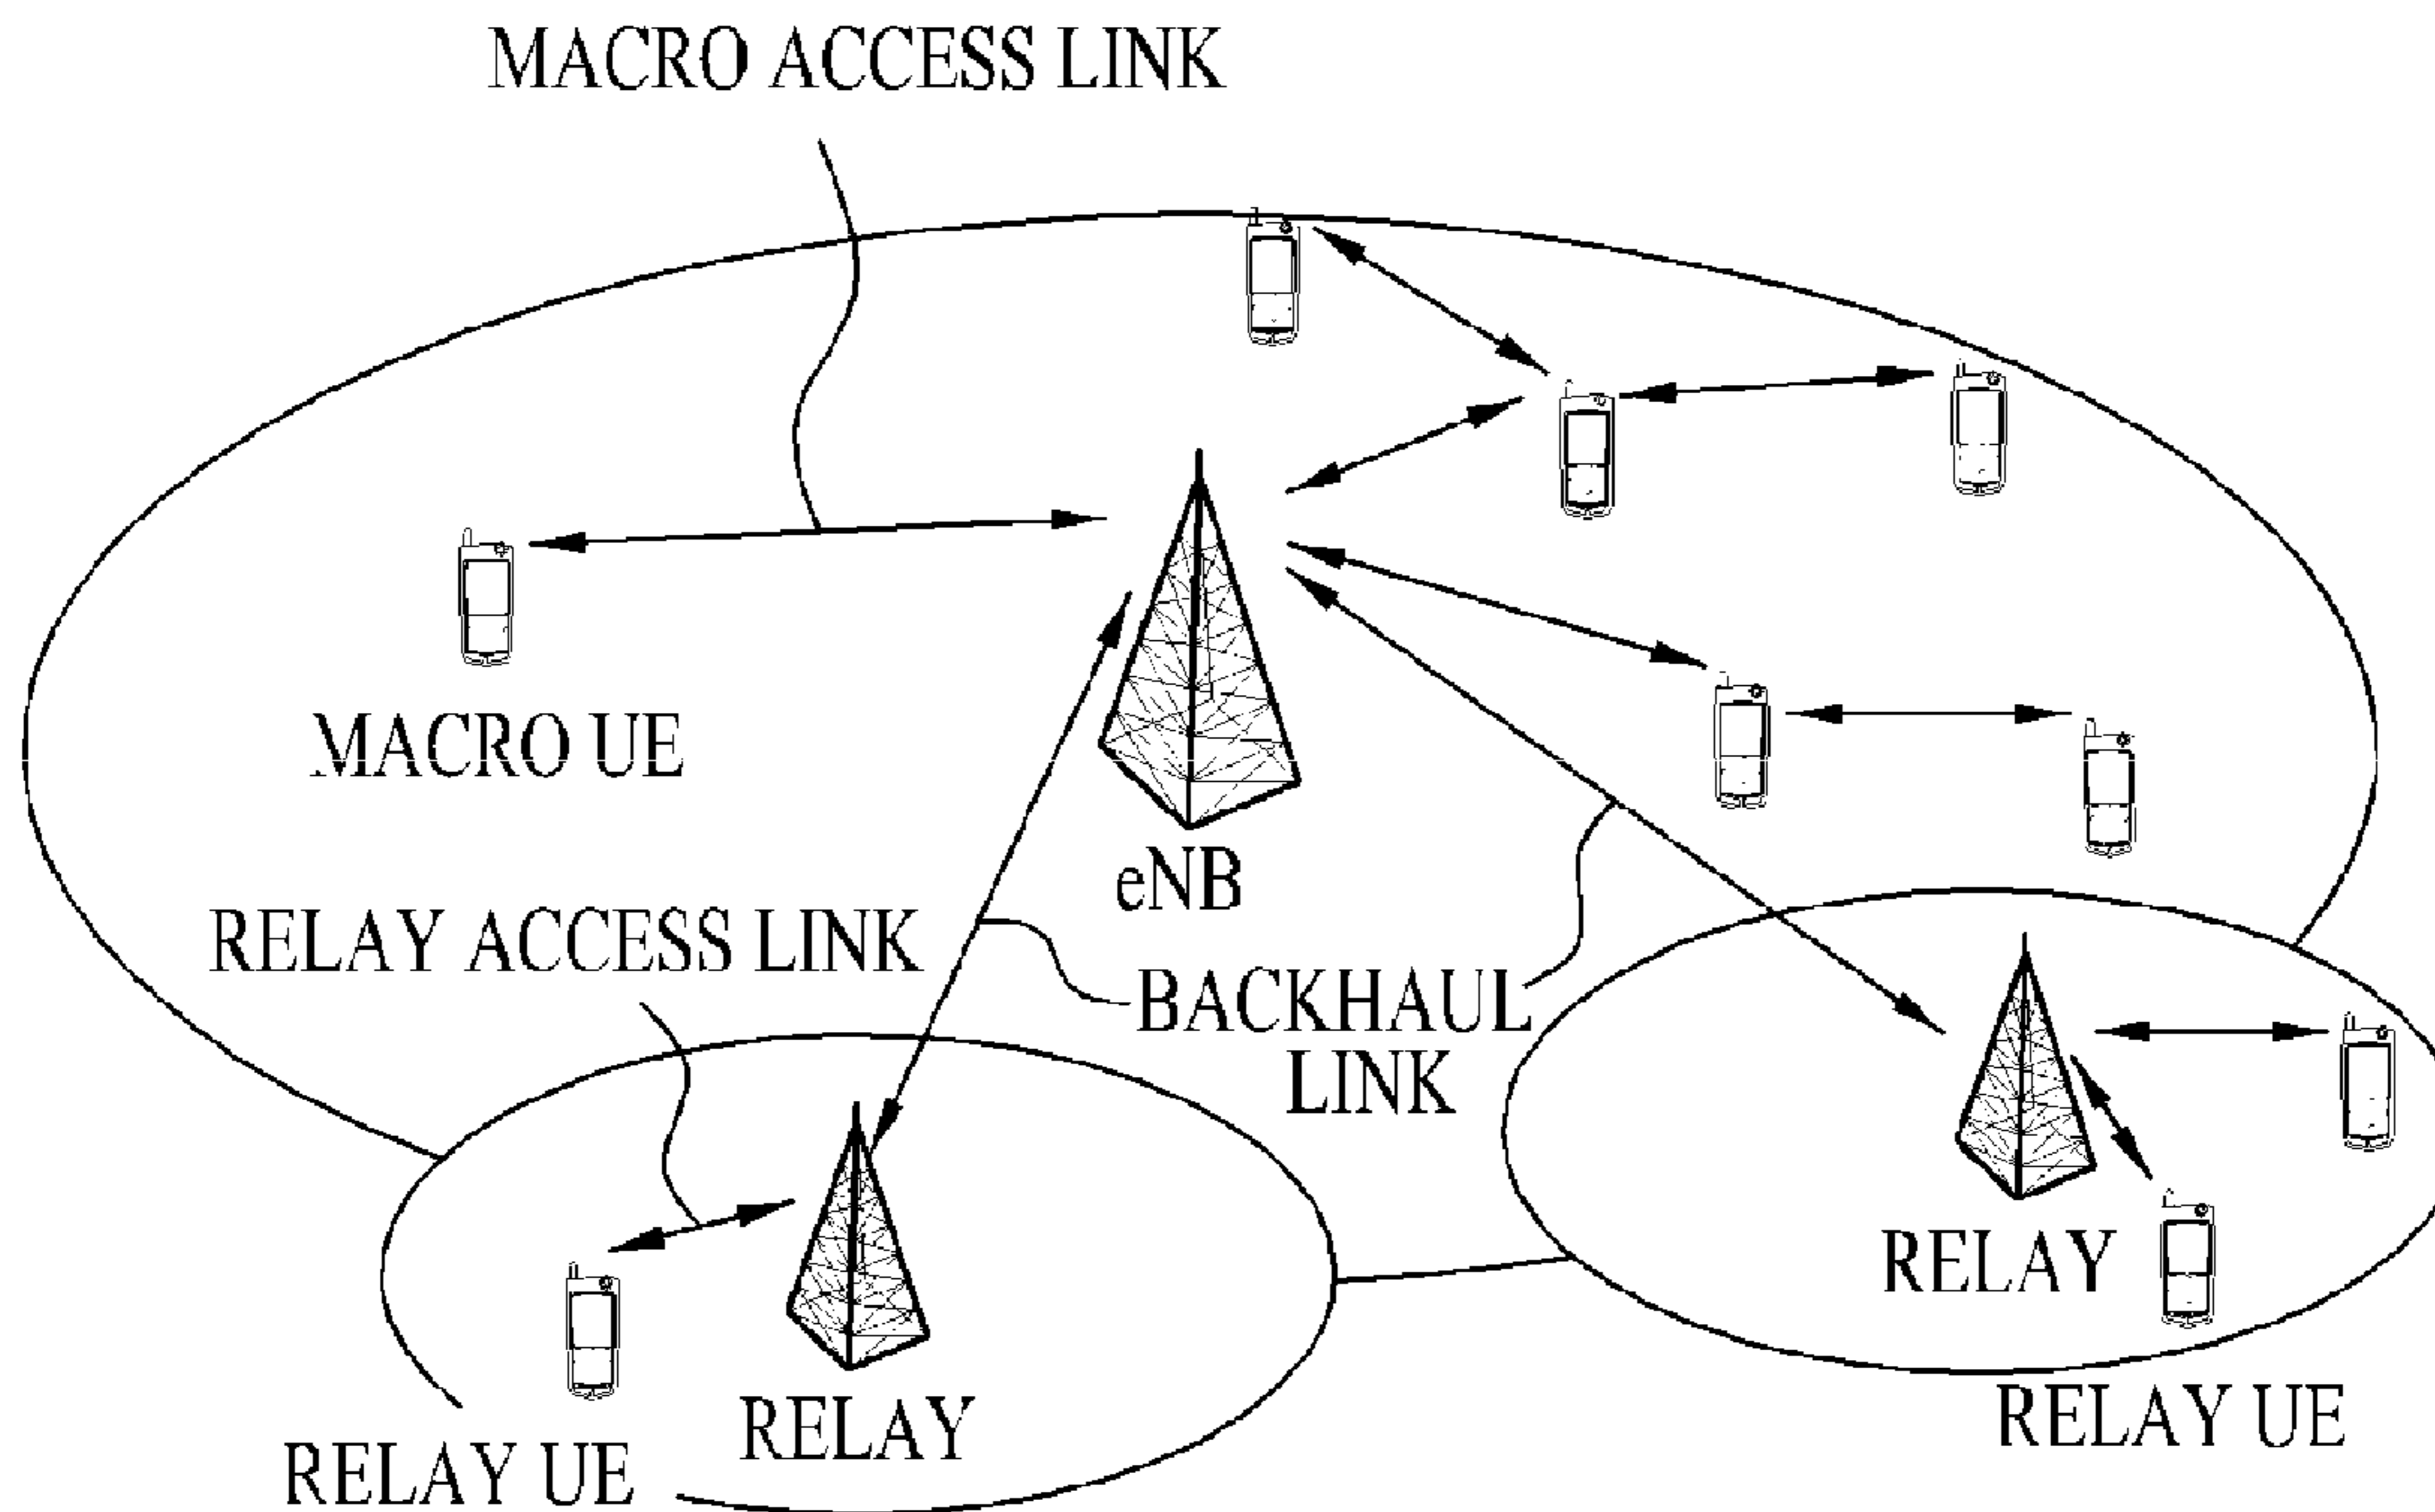 MACRO ACCESS LINK
MACRO UE
eNB
RELAY ACCESS LINK
BACKHAUL
LINK
RELAY
RELAY UE
RELAY
RELAY UE